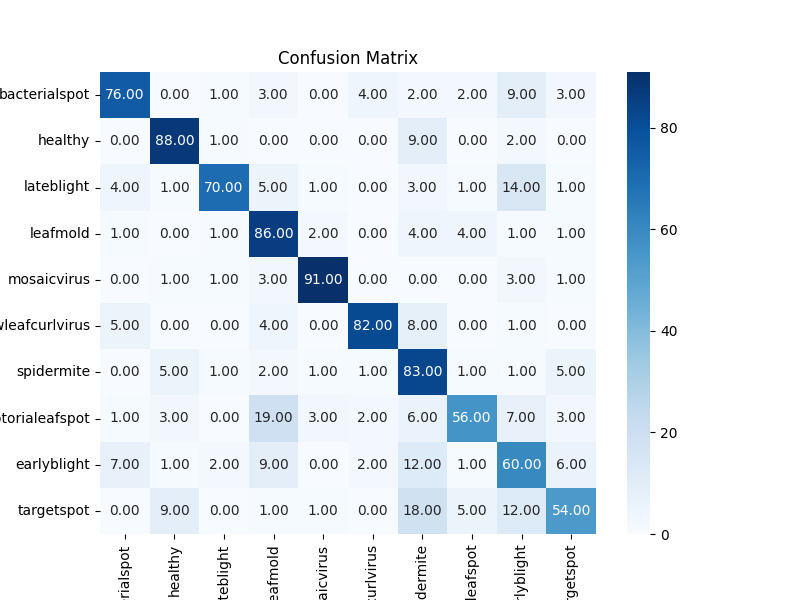 Confusion Matrix
bacterialspot 76.00 0.00 1.00 3.00 0.00 4.00 2.00 2.00 9.00 3.00
healthy 0.00 88.00 1.00 0.00 0.00 0.00 9.00 0.00 2.00 0.00
lateblight 4.00 1.00 70.00 5.00 1.00 0.00 3.00 1.00 14.00 1.00
leafmold 1.00 0.00 1.00 86.00 2.00 0.00 4.00 4.00 1.00 1.00
mosaicvirus 0.00 1.00 1.00 3.00 91.00 0.00 0.00 0.00 3.00 1.00
wleafcurlvirus 5.00 0.00 0.00 4.00 0.00 82.00 8.00 0.00 1.00 0.00
spidermite 0.00 5.00 1.00 2.00 1.00 1.00 83.00 1.00 1.00 5.00
torialeafspot 1.00 3.00 0.00 19.00 3.00 2.00 6.00 56.00 7.00 3.00
earlyblight 7.00 1.00 2.00 9.00 0.00 2.00 12.00 1.00 60.00 6.00
targetspot 0.00 9.00 0.00 1.00 1.00 0.00 18.00 5.00 12.00 54.00
rialspot healthy teblight eafmold aicvirus curlvirus dermite leafspot rlyblight rgetspot
80
60
40
20
0